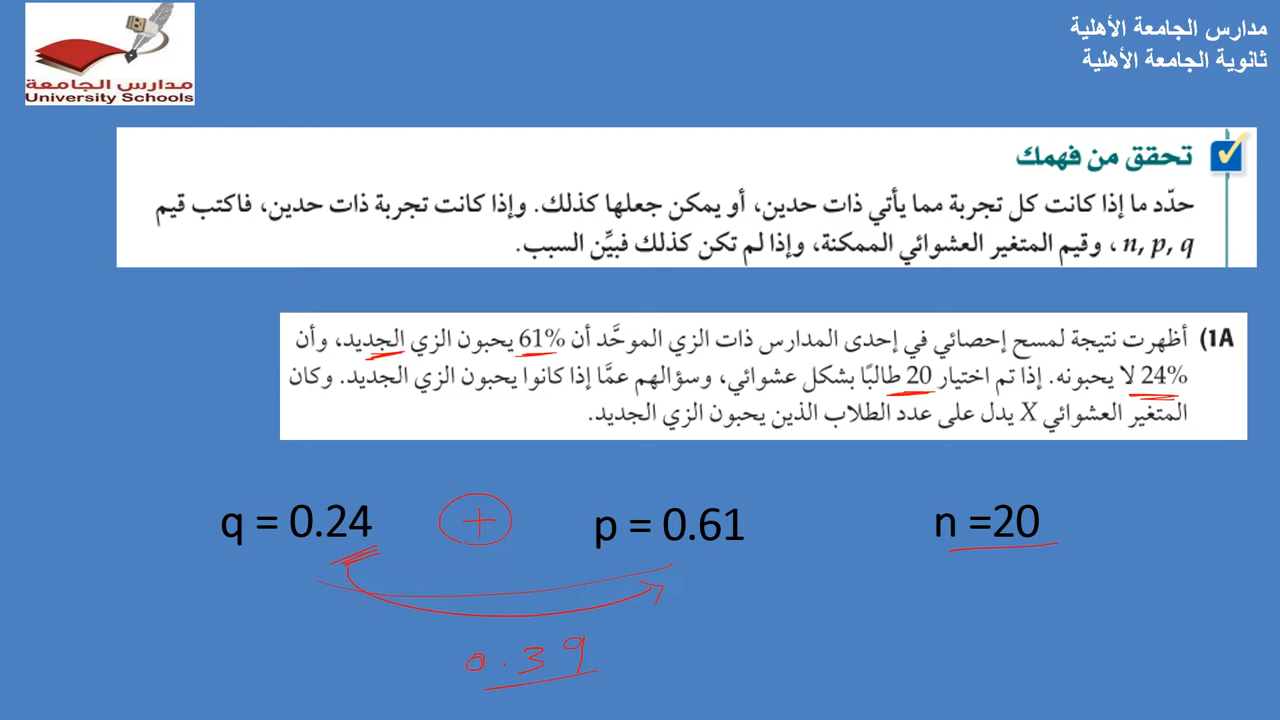 مدارس الجامعة الأهلية
ثانوية الجامعة الأهلية
مدارس الجامعة
University Schools
تحقق من فهمك
حدّد ما إذا كانت كل تجربة مما يأتي ذات حدين، أو يمكن جعلها كذلك. وإذا كانت تجربة ذات حدين، فاكتب قيم
n, p, q ، وقيم المتغير العشوائي الممكنة، وإذا لم تكن كذلك فبيِّن السبب.
1A) أظهرت نتيجة لمسح إحصائي في إحدى المدارس ذات الزي الموحَّد أن 61% يحبون الزي الجديد، وأن
24% لا يحبونه. إذا تم اختيار 20 طالبًا بشكل عشوائي، وسؤالهم عمَّا إذا كانوا يحبون الزي الجديد. وكان
المتغير العشوائي X يدل على عدد الطلاب الذين يحبون الزي الجديد.
n =20 p = 0.61 + q = 0.24
0.39